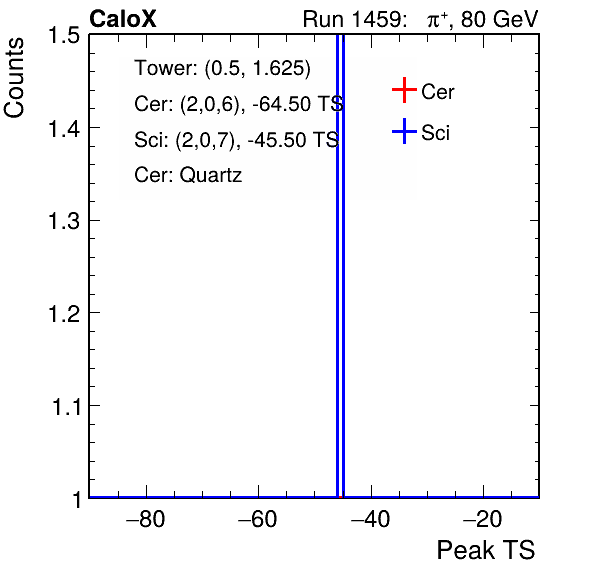 CaloX Run 1459: π⁺, 80 GeV
Counts
1.5
1.4
1.3
1.2
1.1
1
Tower: (0.5, 1.625)
Cer: (2,0,6), -64.50 TS
Sci: (2,0,7), -45.50 TS
Cer: Quartz
Cer
Sci
−80 −60 −40 −20
Peak TS